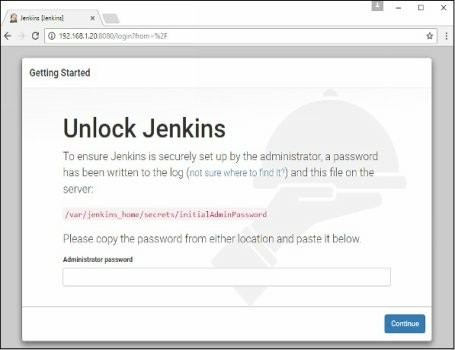 Jenkins [Jenkins]
192.168.1.20:8080/login?from=%2F
Getting Started
Unlock Jenkins
To ensure Jenkins is securely set up by the administrator, a password
has been written to the log (not sure where to find it?) and this file on the
server:
/var/jenkins_home/secrets/initialAdminPassword
Please copy the password from either location and paste it below.
Administrator password
Continue